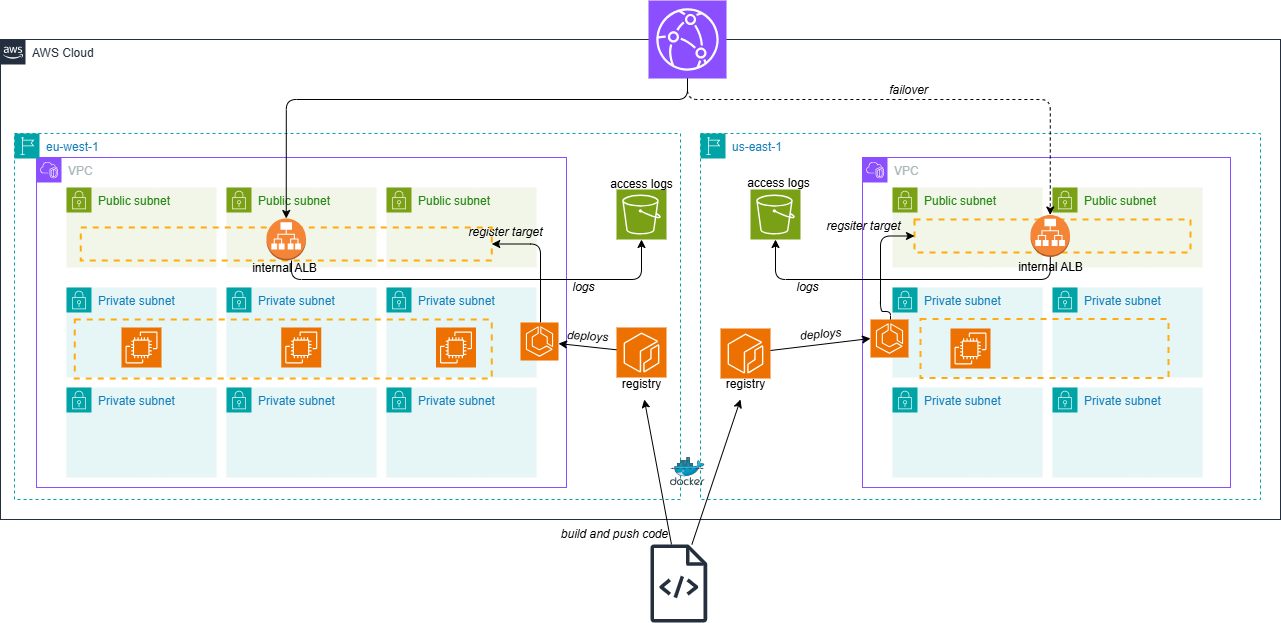 aws
AWS Cloud
failover
eu-west-1
us-east-1
VPC
VPC
access logs
access logs
Public subnet
Public subnet
Public subnet
Public subnet
Public subnet
register target
regsiter target
internal ALB
internal ALB
logs
logs
Private subnet
Private subnet
Private subnet
Private subnet
Private subnet
deploys
deploys
registry
registry
Private subnet
Private subnet
Private subnet
Private subnet
Private subnet
docker
build and push code
</>